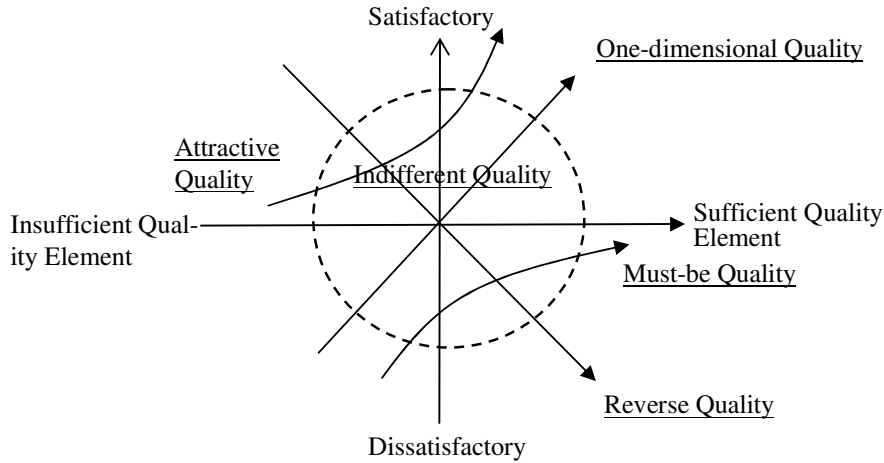 Satisfactory
One-dimensional Quality
Attractive
Quality
Indifferent Quality
Insufficient Qual-
ity Element
Sufficient Quality
Element
Must-be Quality
Reverse Quality
Dissatisfactory